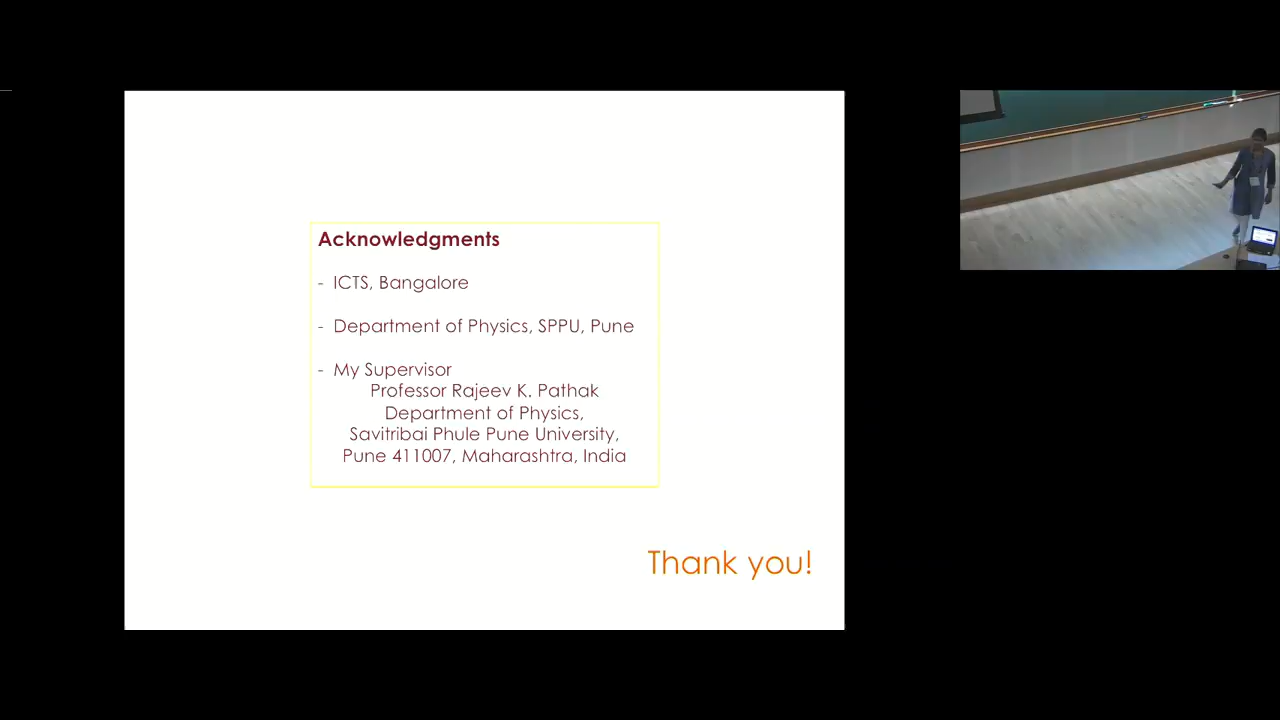 Acknowledgments
- ICTS, Bangalore
- Department of Physics, SPPU, Pune
- My Supervisor
Professor Rajeev K. Pathak
Department of Physics,
Savitribai Phule Pune University,
Pune 411007, Maharashtra, India
Thank you!